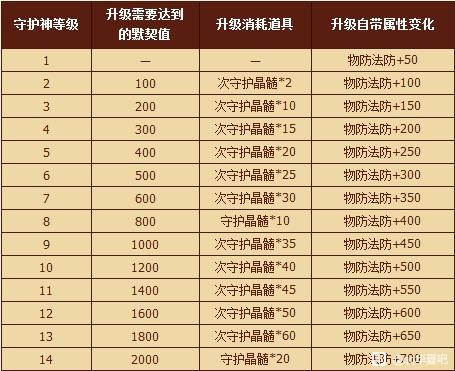 守护神等级 升级需要达到的默契值 升级消耗道具 升级自带属性变化
1 — — 物防法防+50
2 100 次守护晶髓*2 物防法防+100
3 200 次守护晶髓*10 物防法防+150
4 300 次守护晶髓*15 物防法防+200
5 400 次守护晶髓*20 物防法防+250
6 500 次守护晶髓*25 物防法防+300
7 600 次守护晶髓*30 物防法防+350
8 800 守护晶髓*10 物防法防+400
9 1000 次守护晶髓*35 物防法防+450
10 1200 次守护晶髓*40 物防法防+500
11 1400 次守护晶髓*45 物防法防+550
12 1600 次守护晶髓*50 物防法防+600
13 1800 次守护晶髓*60 物防法防+650
14 2000 守护晶髓*20 物防法防